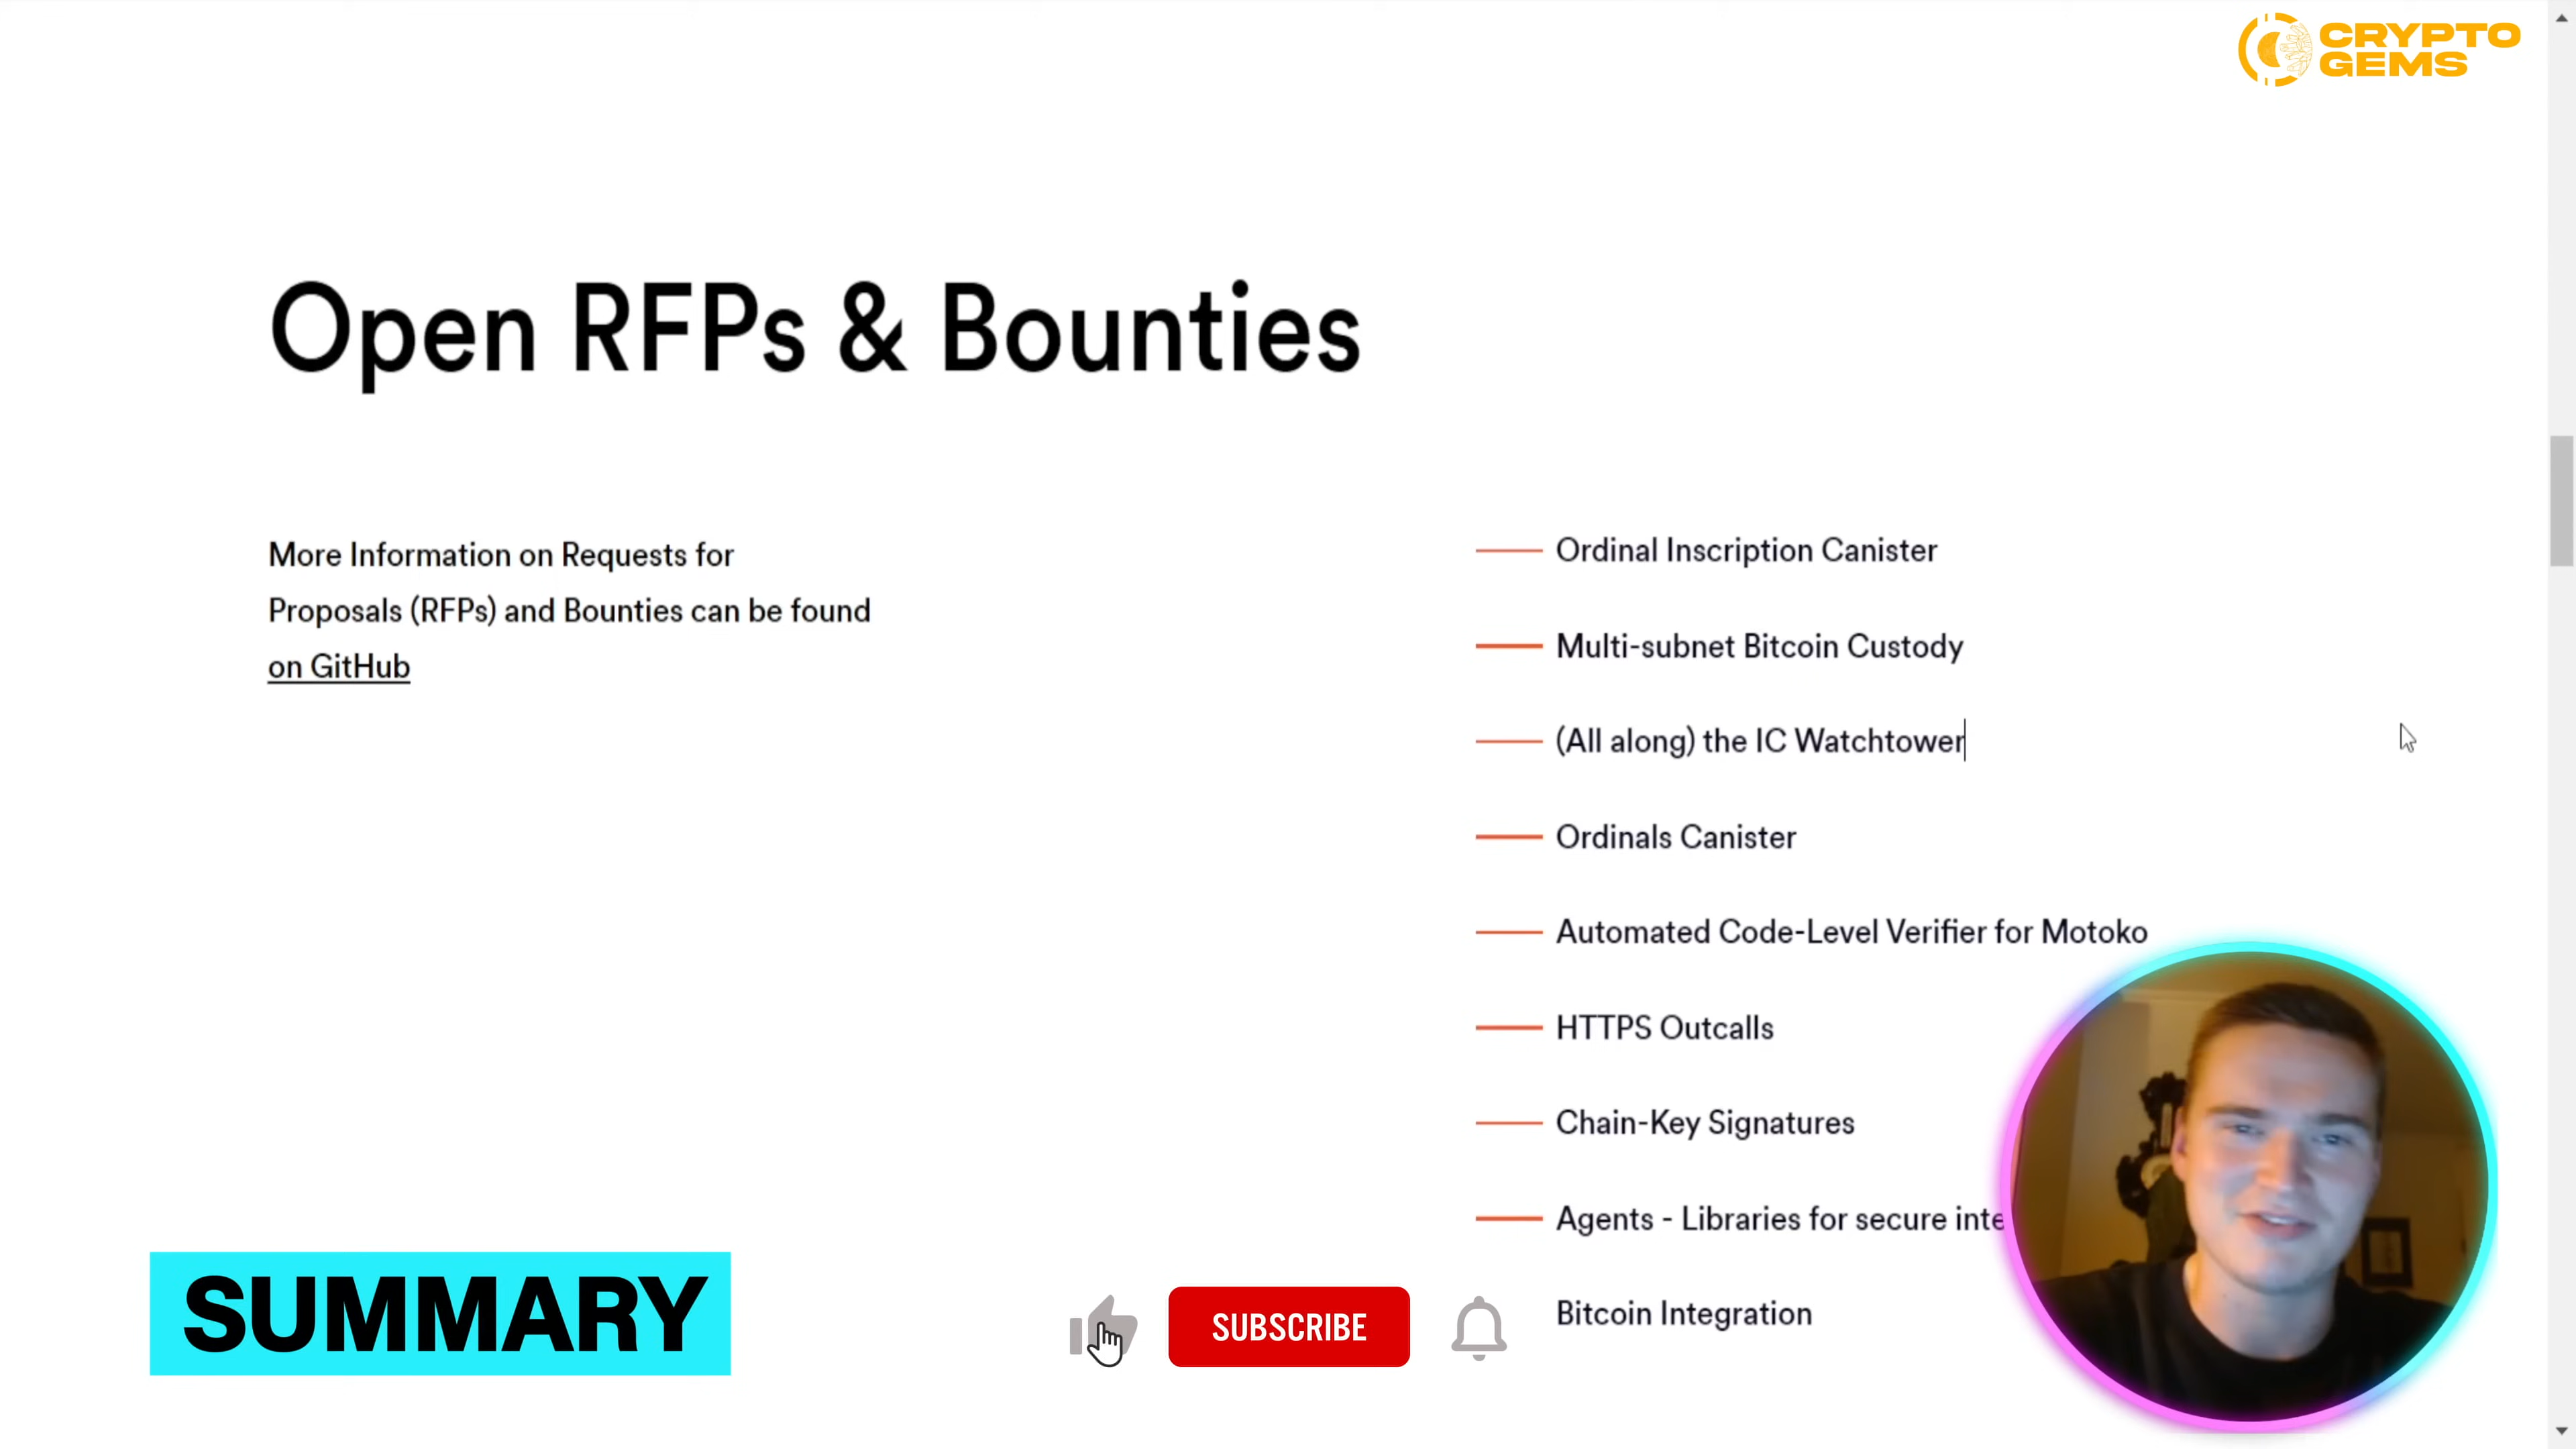 CRYPTO
GEMS
Open RFPs & Bounties
More Information on Requests for
Proposals (RFPs) and Bounties can be found
on GitHub
Ordinal Inscription Canister
Multi-subnet Bitcoin Custody
(All along) the IC Watchtower
Ordinals Canister
Automated Code-Level Verifier for Motoko
HTTPS Outcalls
Chain-Key Signatures
Agents - Libraries for secure inte
Bitcoin Integration
SUMMARY
SUBSCRIBE